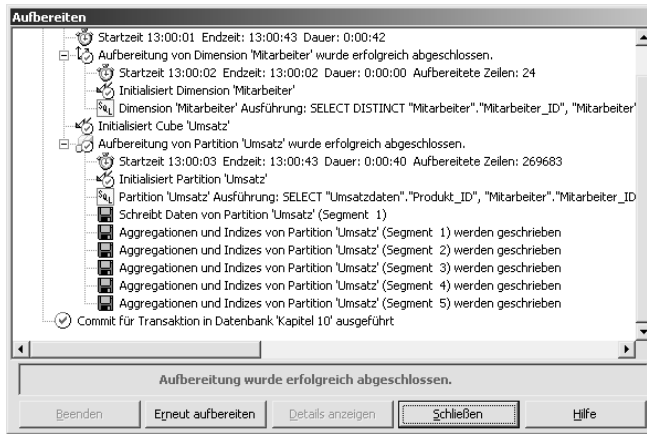 Aufbereiten
Startzeit 13:00:01 Endzeit: 13:00:43 Dauer: 0:00:42
Aufbereitung von Dimension 'Mitarbeiter' wurde erfolgreich abgeschlossen.
Startzeit 13:00:02 Endzeit: 13:00:02 Dauer: 0:00:00 Aufbereitete Zeilen: 24
Initialisiert Dimension 'Mitarbeiter'
SQL Dimension 'Mitarbeiter' Ausführung: SELECT DISTINCT "Mitarbeiter"."Mitarbeiter_ID", "Mitarbeiter'
Initialisiert Cube 'Umsatz'
Aufbereitung von Partition 'Umsatz' wurde erfolgreich abgeschlossen.
Startzeit 13:00:03 Endzeit: 13:00:43 Dauer: 0:00:40 Aufbereitete Zeilen: 269683
Initialisiert Partition 'Umsatz'
SQL Partition 'Umsatz' Ausführung: SELECT "Umsatzdaten"."Produkt_ID", "Mitarbeiter"."Mitarbeiter_ID
Schreibt Daten von Partition 'Umsatz' (Segment 1)
Aggregationen und Indizes von Partition 'Umsatz' (Segment 1) werden geschrieben
Aggregationen und Indizes von Partition 'Umsatz' (Segment 2) werden geschrieben
Aggregationen und Indizes von Partition 'Umsatz' (Segment 3) werden geschrieben
Aggregationen und Indizes von Partition 'Umsatz' (Segment 4) werden geschrieben
Aggregationen und Indizes von Partition 'Umsatz' (Segment 5) werden geschrieben
Commit für Transaktion in Datenbank 'Kapitel 10' ausgeführt
Aufbereitung wurde erfolgreich abgeschlossen.
Beenden Erneut aufbereiten Details anzeigen Schließen Hilfe